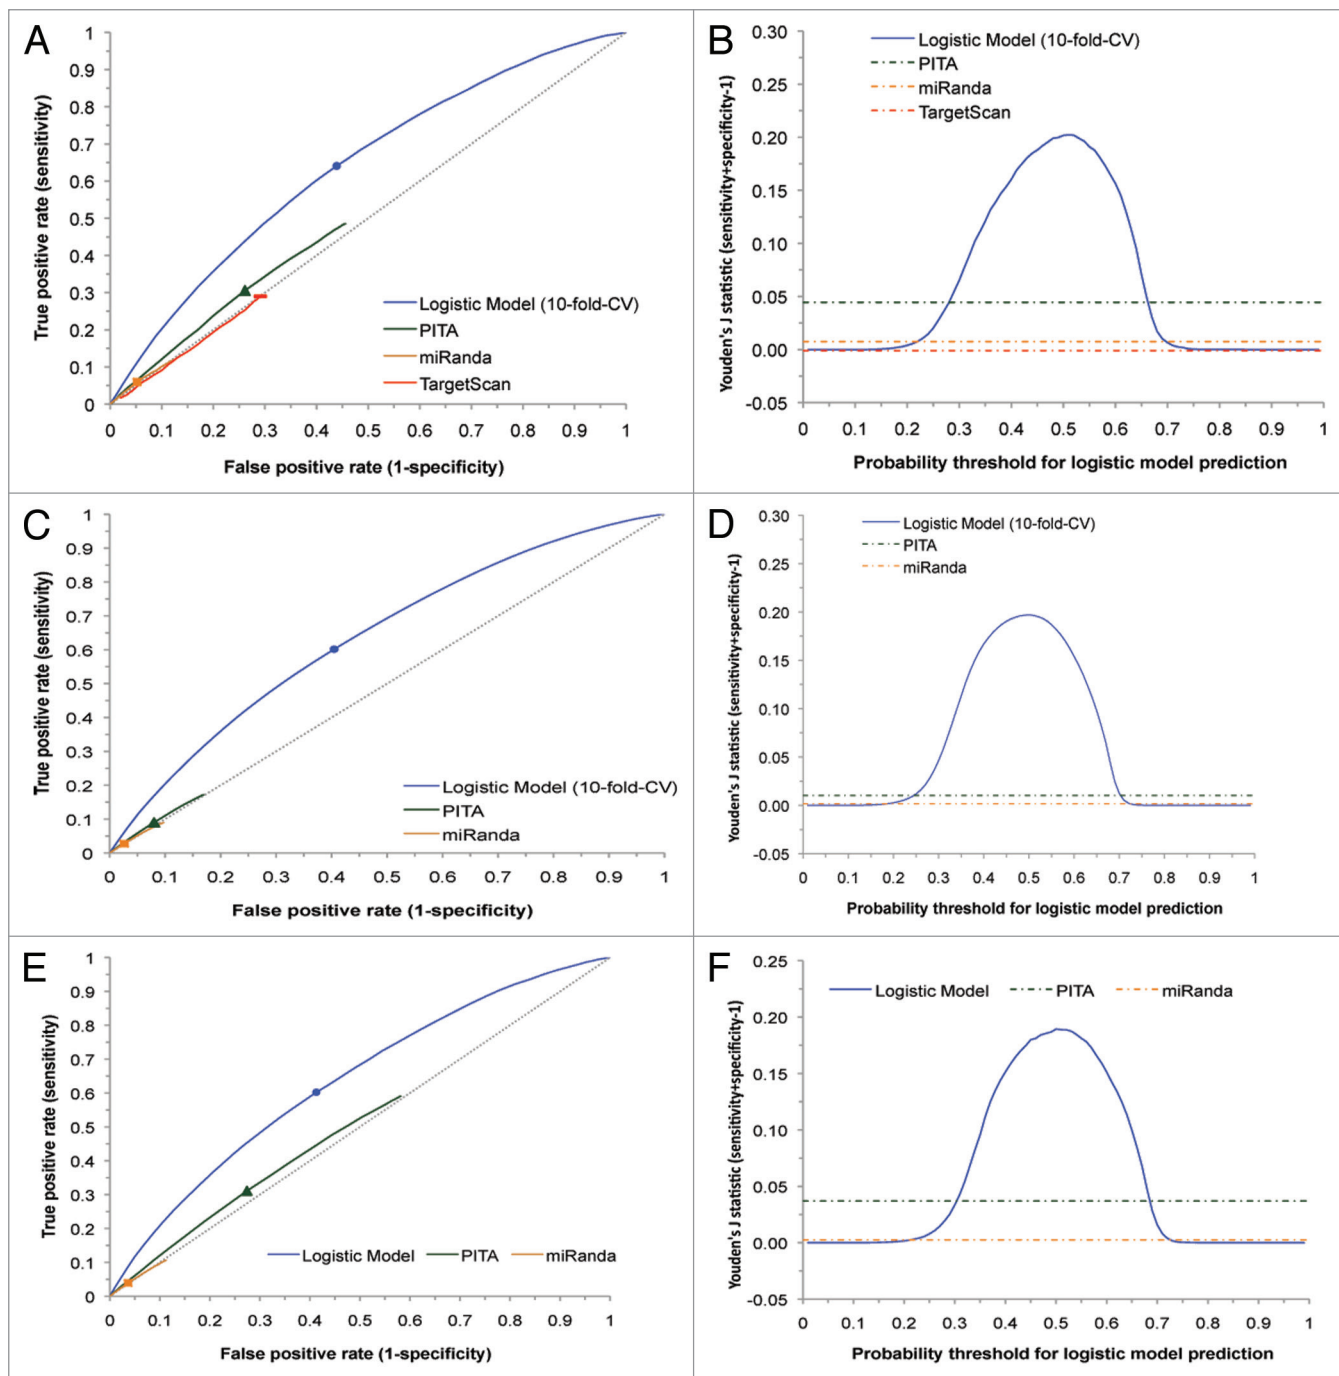 A
True positive rate (sensitivity)
1
0.9
0.8
0.7
0.6
0.5
0.4
0.3
0.2
0.1
0
Logistic Model (10-fold-CV)
PITA
miRanda
TargetScan
0 0.1 0.2 0.3 0.4 0.5 0.6 0.7 0.8 0.9 1
False positive rate (1-specificity)
B
Youden's J statistic (sensitivity+specificity-1)
0.30
0.25
0.20
0.15
0.10
0.05
0.00
-0.05
Logistic Model (10-fold-CV)
PITA
miRanda
TargetScan
0 0.1 0.2 0.3 0.4 0.5 0.6 0.7 0.8 0.9 1
Probability threshold for logistic model prediction
C
True positive rate (sensitivity)
1
0.9
0.8
0.7
0.6
0.5
0.4
0.3
0.2
0.1
0
Logistic Model (10-fold-CV)
PITA
miRanda
0 0.1 0.2 0.3 0.4 0.5 0.6 0.7 0.8 0.9 1
False positive rate (1-specificity)
D
Youden's J statistic (sensitivity+specificity-1)
0.30
0.25
0.20
0.15
0.10
0.05
0.00
-0.05
Logistic Model (10-fold-CV)
PITA
miRanda
0 0.1 0.2 0.3 0.4 0.5 0.6 0.7 0.8 0.9 1
Probability threshold for logistic model prediction
E
True positive rate (sensitivity)
1
0.9
0.8
0.7
0.6
0.5
0.4
0.3
0.2
0.1
0
Logistic Model PITA miRanda
0 0.1 0.2 0.3 0.4 0.5 0.6 0.7 0.8 0.9 1
False positive rate (1-specificity)
F
Youden's J statistic (sensitivity+specificity-1)
0.25
0.20
0.15
0.10
0.05
0.00
-0.05
Logistic Model PITA miRanda
0 0.1 0.2 0.3 0.4 0.5 0.6 0.7 0.8 0.9 1
Probability threshold for logistic model prediction